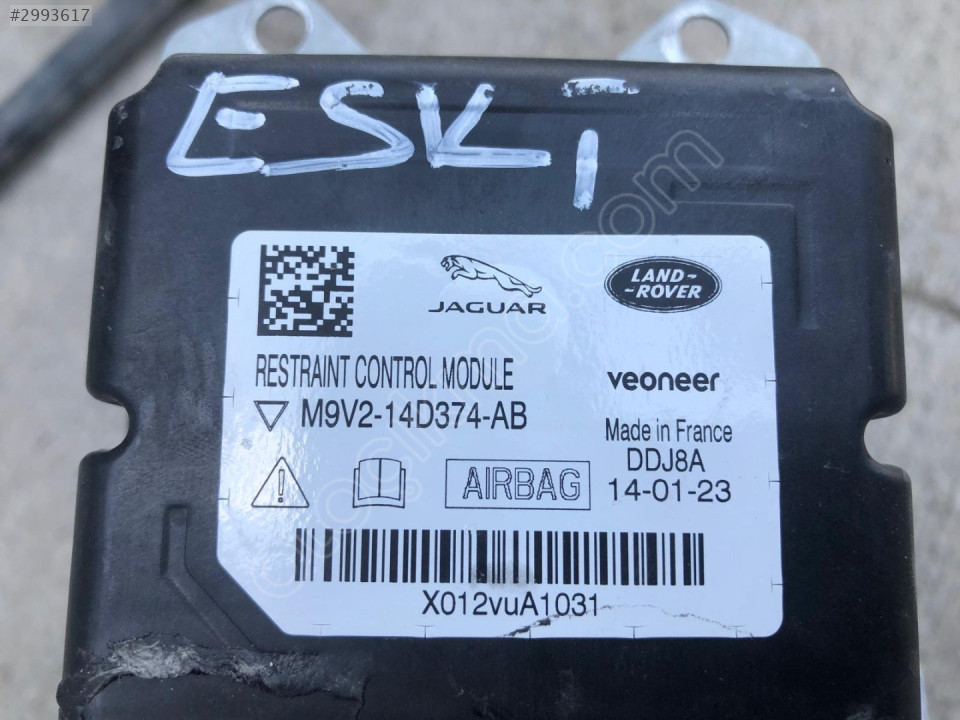 #2993617
ESKi
JAGUAR
LAND-
-ROVER
RESTRAINT CONTROL MODULE
veoneer
M9V2-14D374-AB
Made in France
DDJ8A
AIRBAG
14-01-23
X012vuA1031